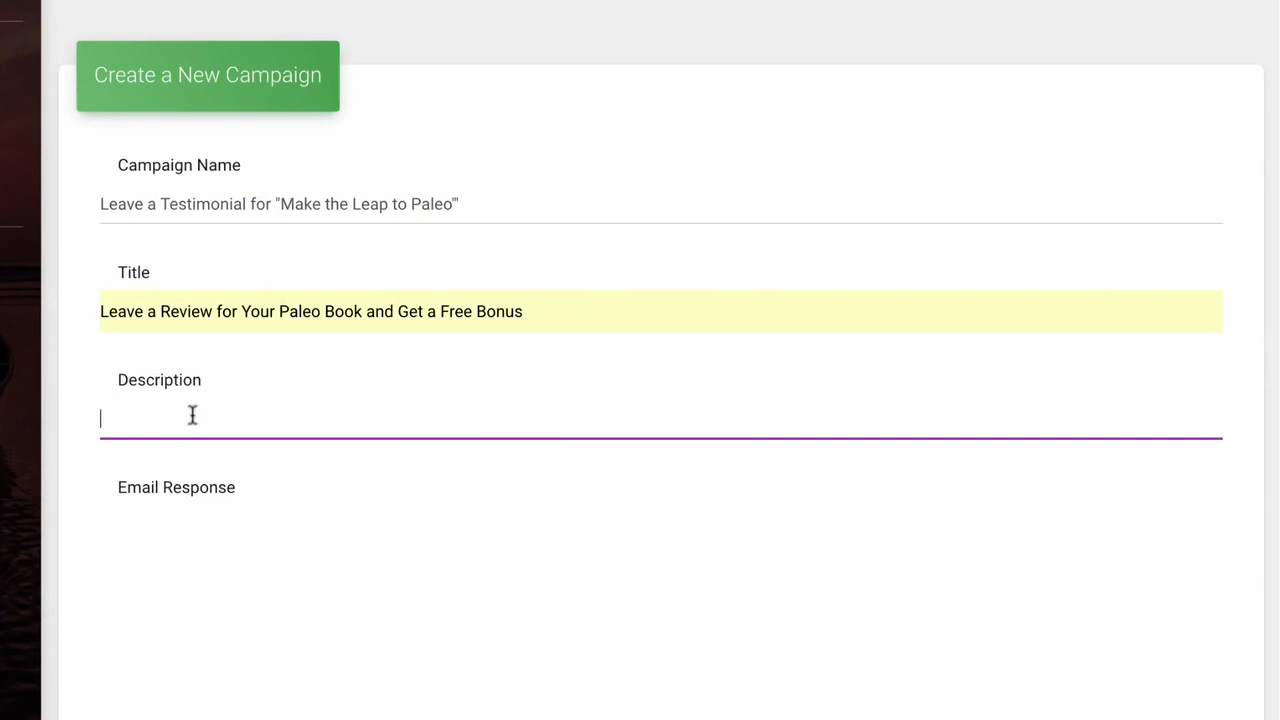 Create a New Campaign
Campaign Name
Leave a Testimonial for "Make the Leap to Paleo"
Title
Leave a Review for Your Paleo Book and Get a Free Bonus
Description
Email Response